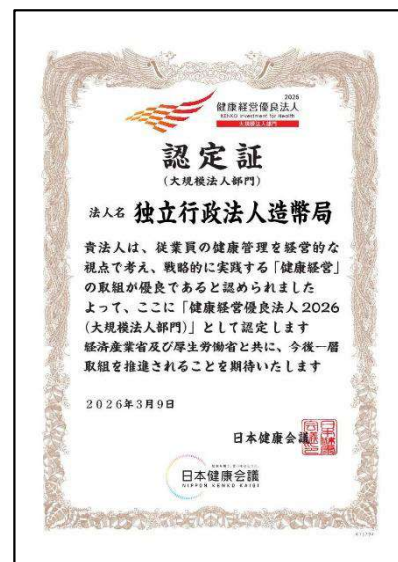 2026
健康経営優良法人
KENKO Investment for Health
大規模法人部門
認定証
(大規模法人部門)
法人名 独立行政法人造幣局
貴法人は、従業員の健康管理を経営的な
視点で考え、戦略的に実践する「健康経営」
の取組が優良であると認められました
よって、ここに「健康経営優良法人2026
(大規模法人部門)」として認定します
経済産業省及び厚生労働省と共に、今後一層
取組を推進されることを期待いたします
2026年3月9日
日本健康会議
日本健康会議
NIPPON KENKO KAIGI